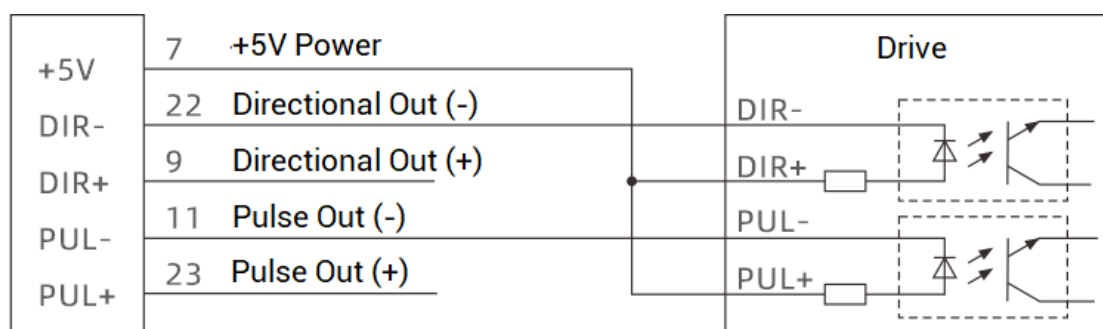 +5V 7 +5V Power
DIR- 22 Directional Out (-)
DIR+ 9 Directional Out (+)
PUL- 11 Pulse Out (-)
PUL+ 23 Pulse Out (+)
Drive
DIR-
DIR+
PUL-
PUL+